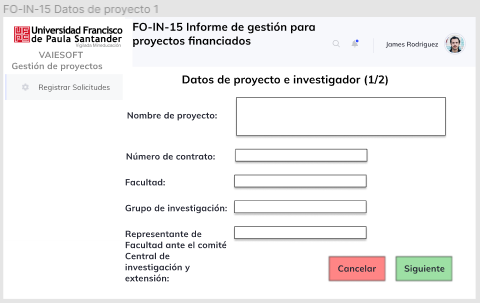 FO-IN-15 Datos de proyecto 1
Universidad Francisco
de Paula Santander
Vigilada Mineducación
VAIESOFT
Gestión de proyectos
Registrar Solicitudes
FO-IN-15 Informe de gestión para
proyectos financiados
James Rodriguez
Datos de proyecto e investigador (1/2)
Nombre de proyecto:
Número de contrato:
Facultad:
Grupo de investigación:
Representante de
Facultad ante el comité
Central de
investigación y
extensión:
Cancelar
Siguiente